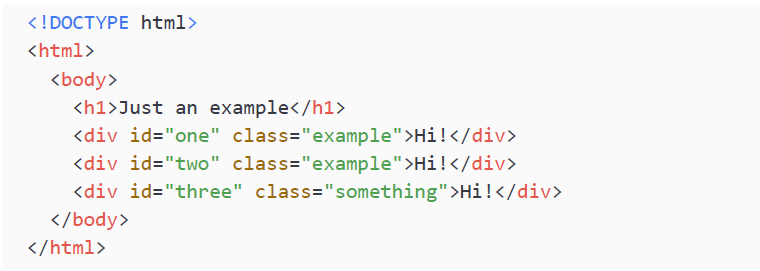 <!DOCTYPE html>
<html>
  <body>
    <h1>Just an example</h1>
    <div id="one" class="example">Hi!</div>
    <div id="two" class="example">Hi!</div>
    <div id="three" class="something">Hi!</div>
  </body>
</html>